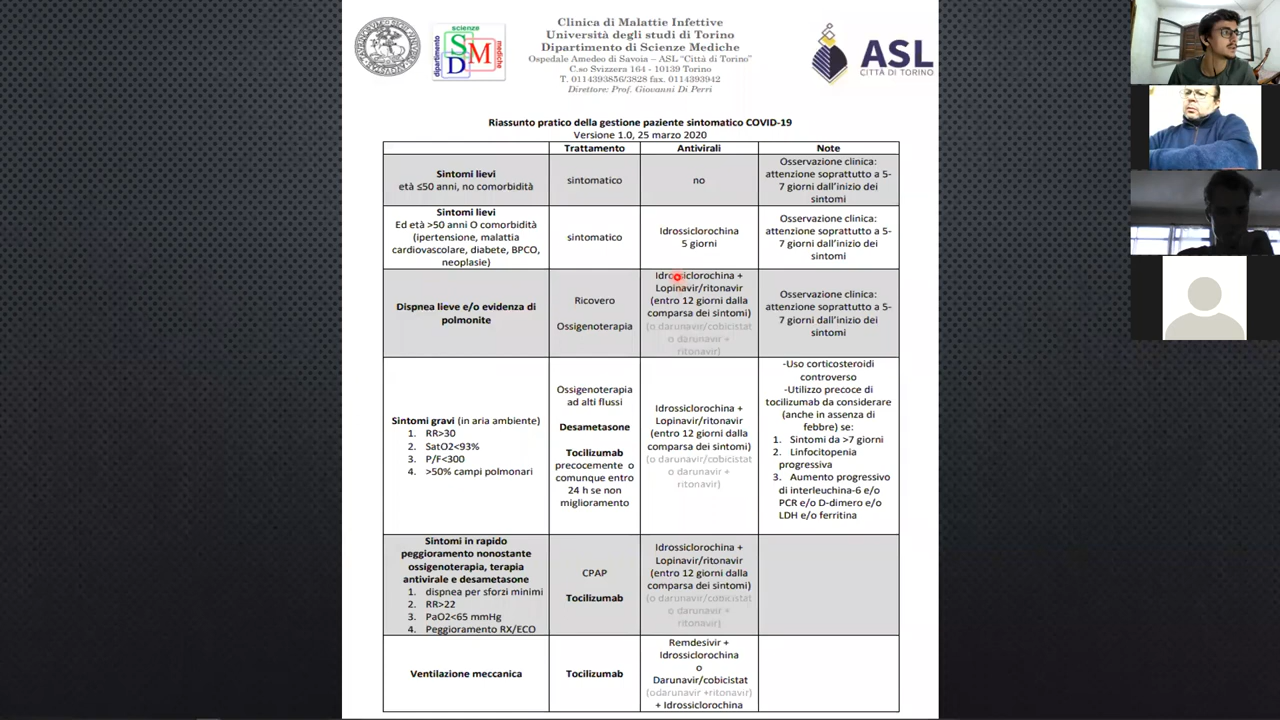 scienze
dipartimento
S
D
M
mediche
Clinica di Malattie Infettive
Università degli studi di Torino
Dipartimento di Scienze Mediche
Ospedale Amedeo di Savoia – ASL "Città di Torino"
C.so Svizzera 164 - 10139 Torino
T. 0114393856/3828 fax. 0114393942
Direttore: Prof. Giovanni Di Perri
ASL
CITTÀ DI TORINO
Riassunto pratico della gestione paziente sintomatico COVID-19
Versione 1.0, 25 marzo 2020
Trattamento
Antivirali
Note
Sintomi lievi
età ≤50 anni, no comorbidità
sintomatico
no
Osservazione clinica:
attenzione soprattutto a 5-
7 giorni dall'inizio dei
sintomi
Sintomi lievi
Ed età >50 anni O comorbidità
(ipertensione, malattia
cardiovascolare, diabete, BPCO,
neoplasie)
sintomatico
Idrossiclorochina
5 giorni
Osservazione clinica:
attenzione soprattutto a 5-
7 giorni dall'inizio dei
sintomi
Dispnea lieve e/o evidenza di
polmonite
Ricovero
Ossigenoterapia
Idrossiclorochina +
Lopinavir/ritonavir
(entro 12 giorni dalla
comparsa dei sintomi)
(o darunavir/cobicistat
o darunavir +
ritonavir)
Osservazione clinica:
attenzione soprattutto a 5-
7 giorni dall'inizio dei
sintomi
Sintomi gravi (in aria ambiente)
1. RR>30
2. SatO2<93%
3. P/F<300
4. >50% campi polmonari
Ossigenoterapia
ad alti flussi
Desametasone
Tocilizumab
precocemente o
comunque entro
24 h se non
miglioramento
Idrossiclorochina +
Lopinavir/ritonavir
(entro 12 giorni dalla
comparsa dei sintomi)
(o darunavir/cobicistat
o darunavir +
ritonavir)
-Uso corticosteroidi
controverso
-Utilizzo precoce di
tocilizumab da considerare
(anche in assenza di
febbre) se:
1. Sintomi da >7 giorni
2. Linfocitopenia
progressiva
3. Aumento progressivo
di interleuchina-6 e/o
PCR e/o D-dimero e/o
LDH e/o ferritina
Sintomi in rapido
peggioramento nonostante
ossigenoterapia, terapia
antivirale e desametasone
1. dispnea per sforzi minimi
2. RR>22
3. PaO2<65 mmHg
4. Peggioramento RX/ECO
CPAP
Tocilizumab
Idrossiclorochina +
Lopinavir/ritonavir
(entro 12 giorni dalla
comparsa dei sintomi)
(o darunavir/cobicistat
o darunavir +
ritonavir)
Ventilazione meccanica
Tocilizumab
Remdesivir +
Idrossiclorochina
o
Darunavir/cobicistat
(odarunavir +ritonavir)
+ Idrossiclorochina